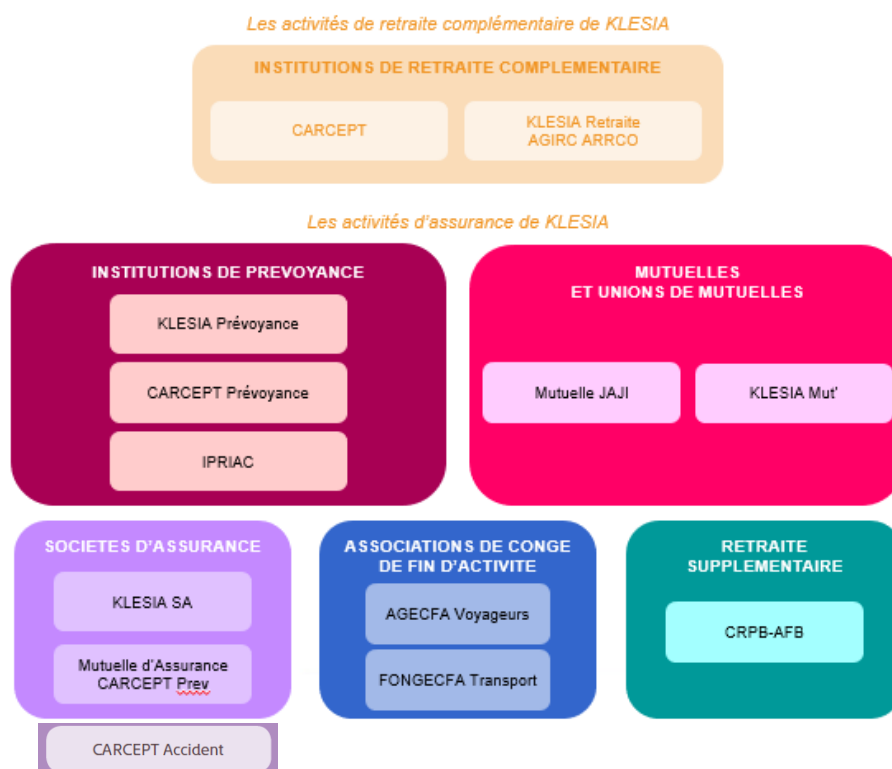 Les activités de retraite complémentaire de KLESIA
INSTITUTIONS DE RETRAITE COMPLEMENTAIRE
CARCEPT
KLESIA Retraite
AGIRC ARRCO
Les activités d'assurance de KLESIA
INSTITUTIONS DE PREVOYANCE
KLESIA Prévoyance
CARCEPT Prévoyance
IPRIAC
MUTUELLES
ET UNIONS DE MUTUELLES
Mutuelle JAJI
KLESIA Mut'
SOCIETES D'ASSURANCE
KLESIA SA
Mutuelle d'Assurance
CARCEPT Prev
CARCEPT Accident
ASSOCIATIONS DE CONGE
DE FIN D'ACTIVITE
AGECFA Voyageurs
FONGECFA Transport
RETRAITE
SUPPLEMENTAIRE
CRPB-AFB